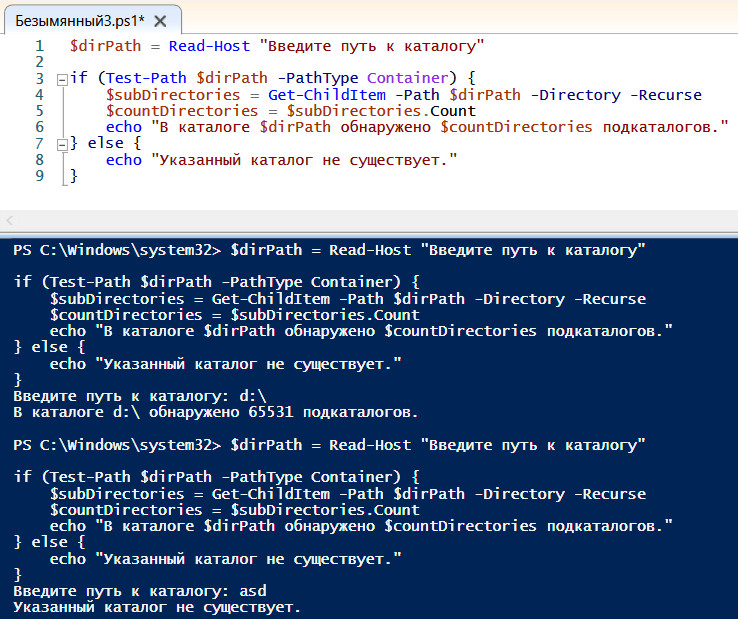 Безымянный3.ps1* ✕
1 $dirPath = Read-Host "Введите путь к каталогу"
2
3 if (Test-Path $dirPath -PathType Container) {
4 $subDirectories = Get-ChildItem -Path $dirPath -Directory -Recurse
5 $countDirectories = $subDirectories.Count
6 echo "В каталоге $dirPath обнаружено $countDirectories подкаталогов."
7 } else {
8 echo "Указанный каталог не существует."
9 }
PS C:\Windows\system32> $dirPath = Read-Host "Введите путь к каталогу"
if (Test-Path $dirPath -PathType Container) {
$subDirectories = Get-ChildItem -Path $dirPath -Directory -Recurse
$countDirectories = $subDirectories.Count
echo "В каталоге $dirPath обнаружено $countDirectories подкаталогов."
} else {
echo "Указанный каталог не существует."
}
Введите путь к каталогу: d:\
В каталоге d:\ обнаружено 65531 подкаталогов.
PS C:\Windows\system32> $dirPath = Read-Host "Введите путь к каталогу"
if (Test-Path $dirPath -PathType Container) {
$subDirectories = Get-ChildItem -Path $dirPath -Directory -Recurse
$countDirectories = $subDirectories.Count
echo "В каталоге $dirPath обнаружено $countDirectories подкаталогов."
} else {
echo "Указанный каталог не существует."
}
Введите путь к каталогу: asd
Указанный каталог не существует.